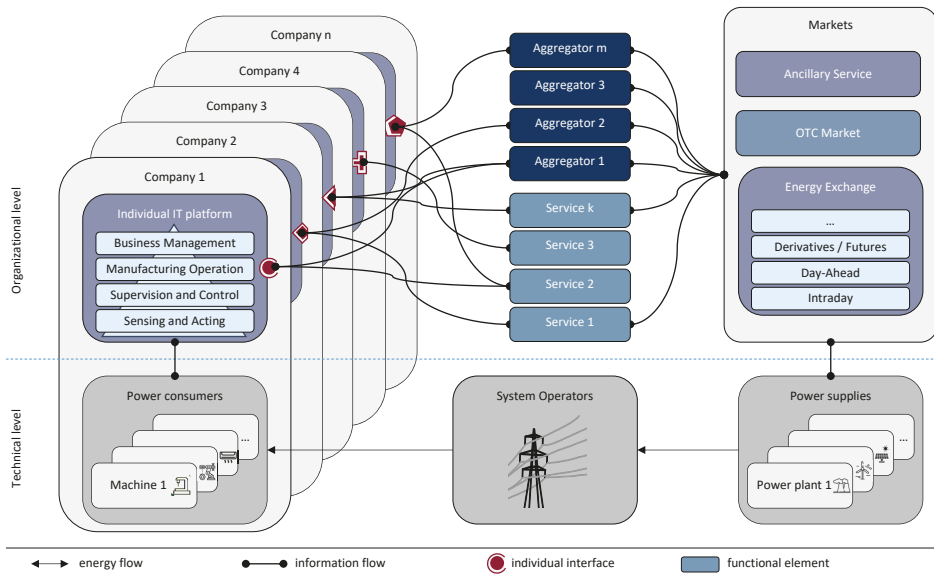 Company n
Company 4
Company 3
Company 2
Company 1
Individual IT platform
Business Management
Manufacturing Operation
Supervision and Control
Sensing and Acting
Aggregator m
Aggregator 3
Aggregator 2
Aggregator 1
Service k
Service 3
Service 2
Service 1
Markets
Ancillary Service
OTC Market
Energy Exchange
...
Derivatives / Futures
Day-Ahead
Intraday
Organizational level
Technical level
Power consumers
...
Machine 1
System Operators
Power supplies
...
Power plant 1
energy flow
information flow
individual interface
functional element